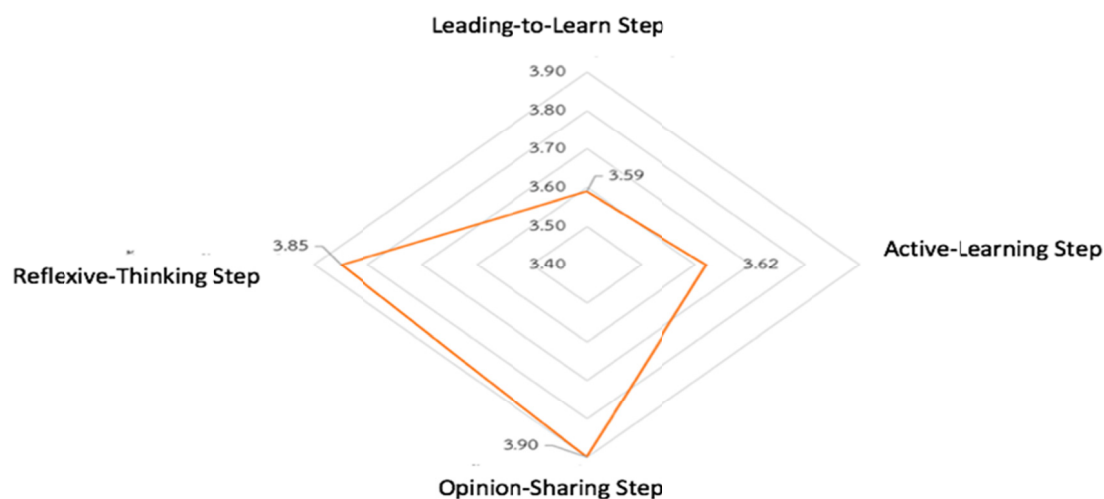 Leading-to-Learn Step
3.90
3.80
3.70
3.60
3.59
3.50
3.40
3.62
Active-Learning Step
3.85
Reflexive-Thinking Step
3.90
Opinion-Sharing Step